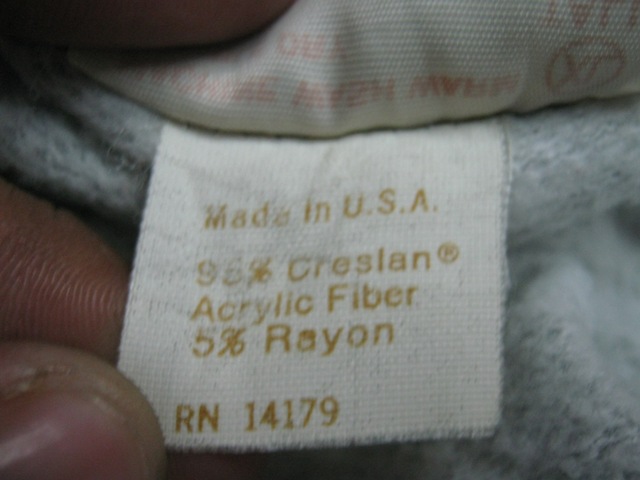 Made in U.S.A.
95% Creslan®
Acrylic Fiber
5% Rayon
RN 14179